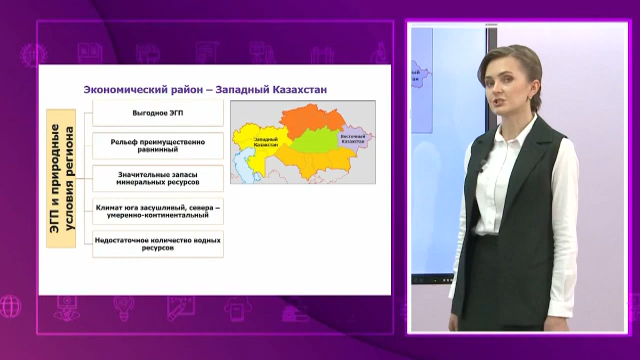 Экономический район – Западный Казахстан
ЭГП и природные
условия региона
Выгодное ЭГП
Рельеф преимущественно
равнинный
Значительные запасы
минеральных ресурсов
Климат юга засушливый, севера –
умеренно-континентальный
Недостаточное количество водных
ресурсов
Западный
Казахстан
Восточный
Казахстан